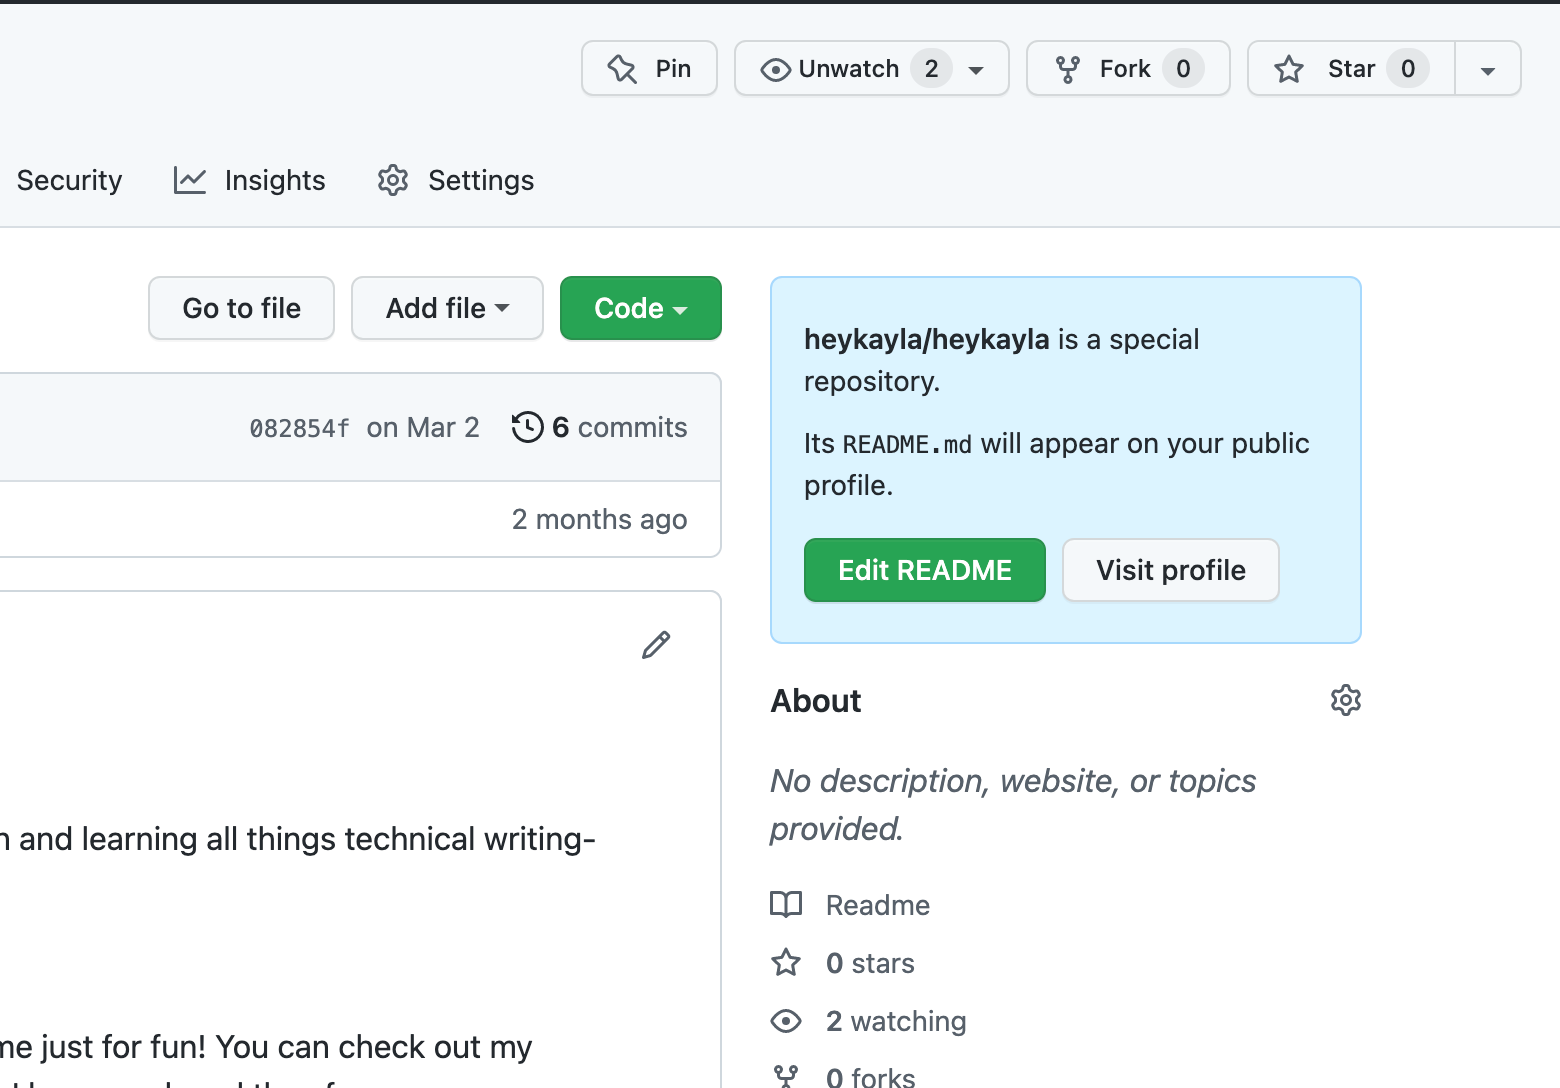 Pin Unwatch 2 Fork 0 Star 0
Security Insights Settings
Go to file Add file Code
082854f on Mar 2 6 commits
2 months ago
and learning all things technical writing-
just for fun! You can check out my
heykayla/heykayla is a special
repository.
Its README.md will appear on your public
profile.
Edit README Visit profile
About
No description, website, or topics
provided.
Readme
0 stars
2 watching
0 forks